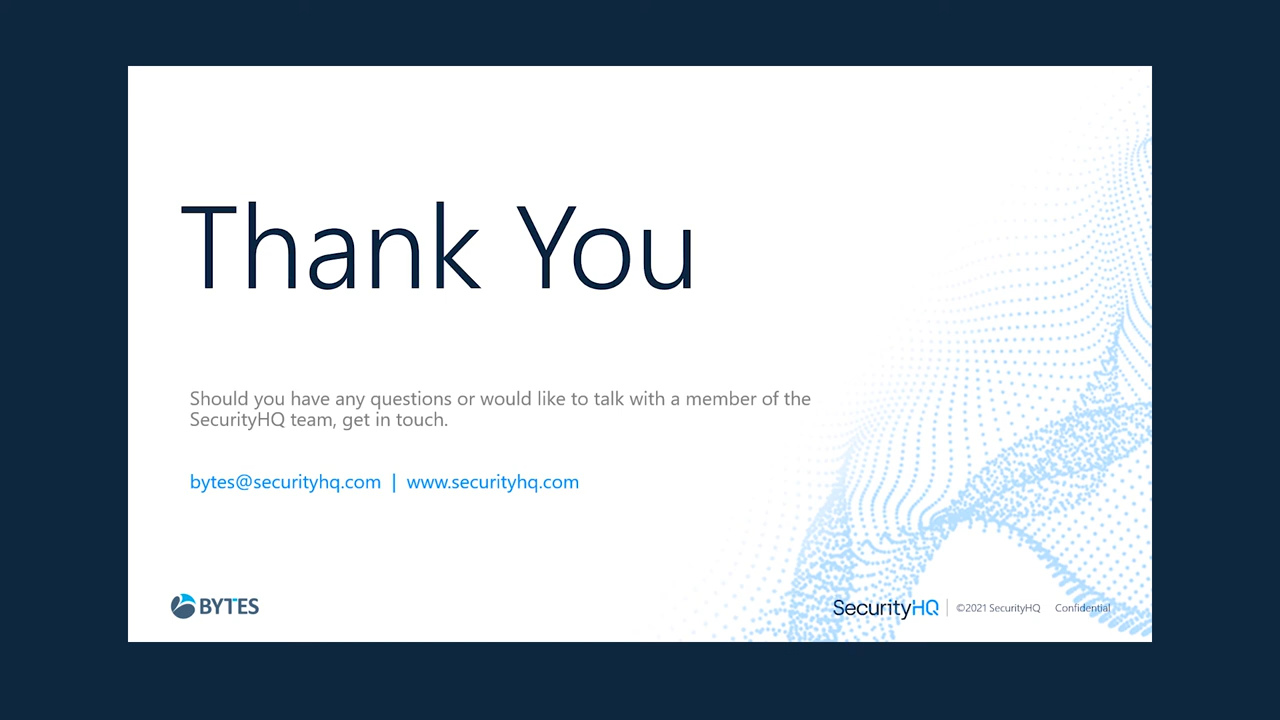 Thank You
Should you have any questions or would like to talk with a member of the
SecurityHQ team, get in touch.
bytes@securityhq.com | www.securityhq.com
BYTES
SecurityHQ | ©2021 SecurityHQ Confidential